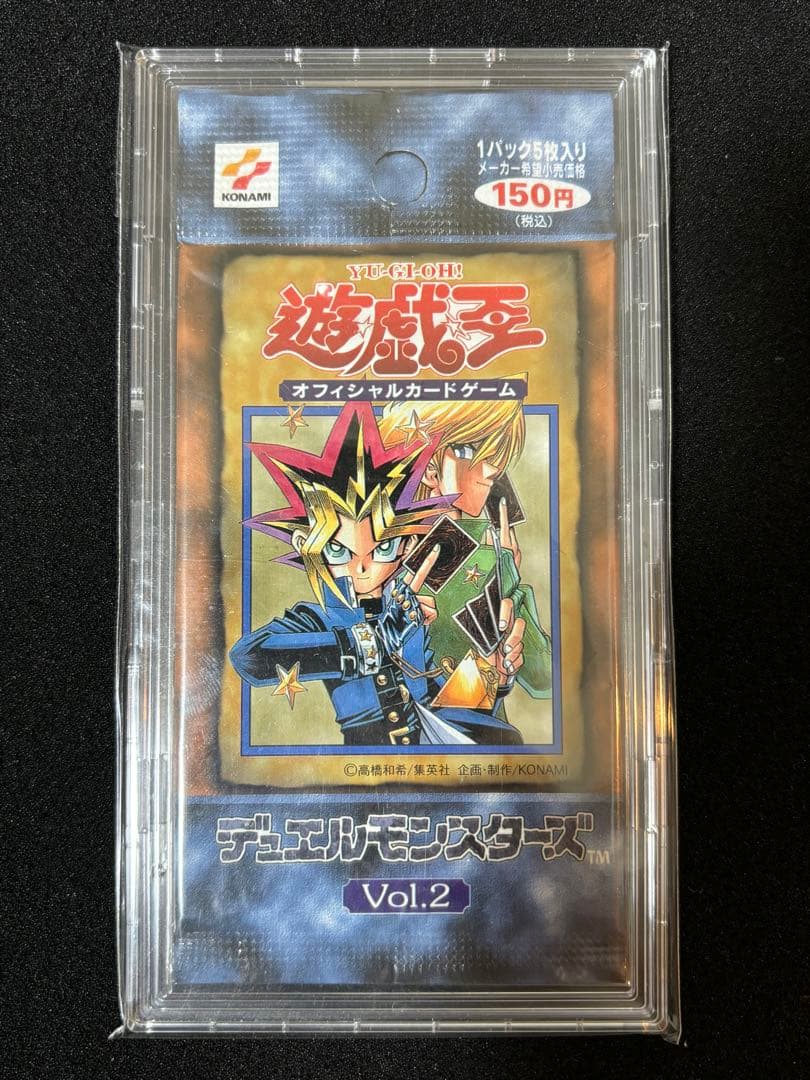 KONAMI
1パック5枚入り
メーカー希望小売価格
150円
(税込)
YU-GI-OH!
遊☆戯☆王
オフィシャルカードゲーム
©高橋和希/集英社 企画・制作/KONAMI
デュエルモンスターズ™
Vol.2